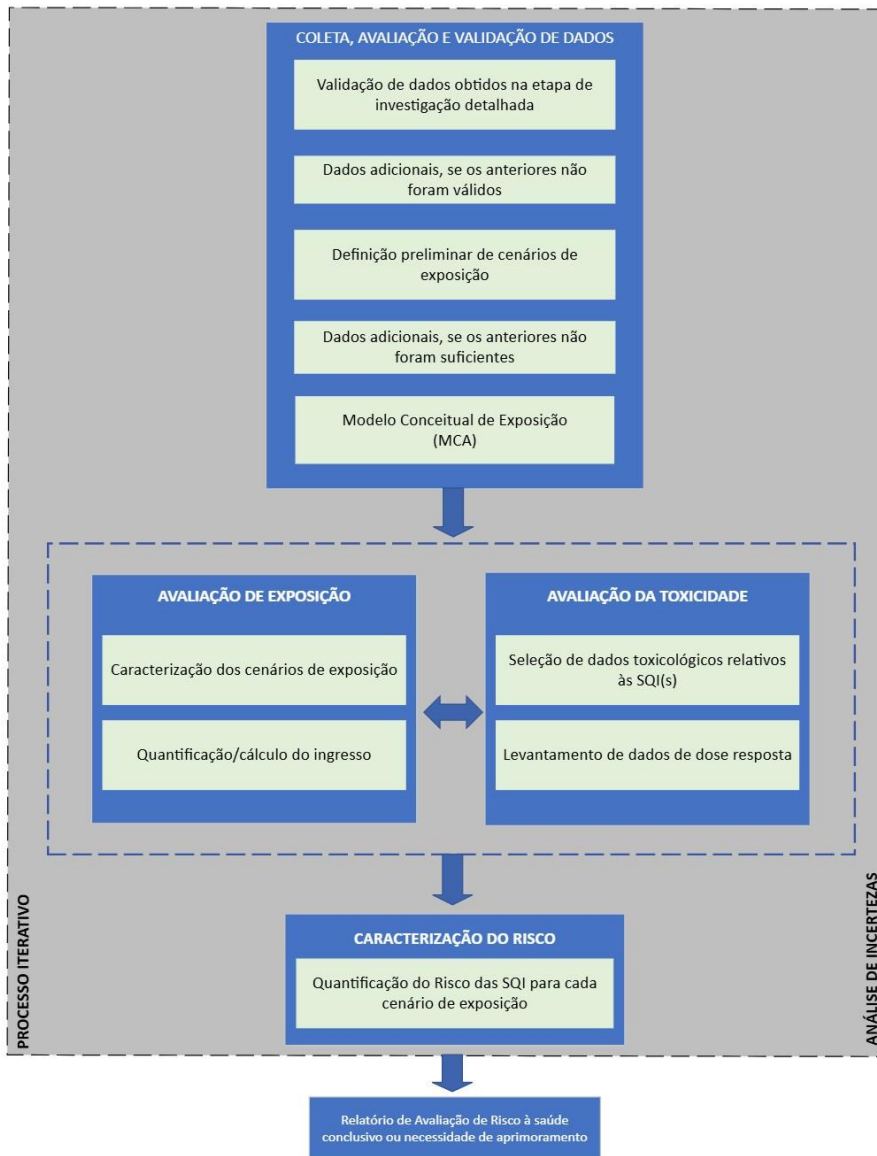 COLETA, AVALIAÇÃO E VALIDAÇÃO DE DADOS
Validação de dados obtidos na etapa de
investigação detalhada
Dados adicionais, se os anteriores não
foram válidos
Definição preliminar de cenários de
exposição
Dados adicionais, se os anteriores não
foram suficientes
Modelo Conceitual de Exposição
(MCA)
AVALIAÇÃO DE EXPOSIÇÃO
Caracterização dos cenários de exposição
Quantificação/cálculo do ingresso
AVALIAÇÃO DA TOXICIDADE
Seleção de dados toxicológicos relativos
às SQI(s)
Levantamento de dados de dose resposta
CARACTERIZAÇÃO DO RISCO
Quantificação do Risco das SQI para cada
cenário de exposição
PROCESSO ITERATIVO
ANÁLISE DE INCERTEZAS
Relatório de Avaliação de Risco à saúde
conclusivo ou necessidade de aprimoramento